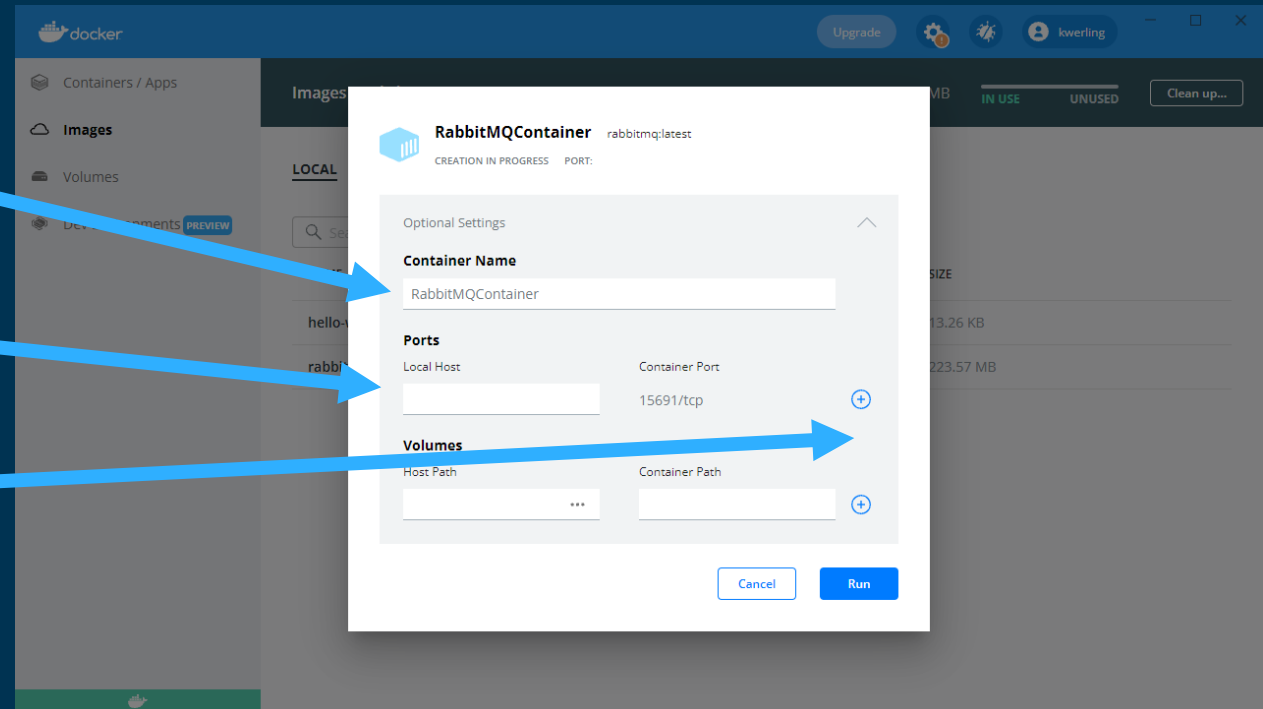 docker
Upgrade
kwerling
Containers / Apps
Images
Volumes
PREVIEW
Images
MB
IN USE
UNUSED
Clean up...
LOCAL
RabbitMQContainer rabbitmq:latest
CREATION IN PROGRESS PORT:
Optional Settings
Container Name
RabbitMQContainer
Ports
Local Host Container Port
15691/tcp
Volumes
Host Path Container Path
Cancel Run
SIZE
13.26 KB
223.57 MB